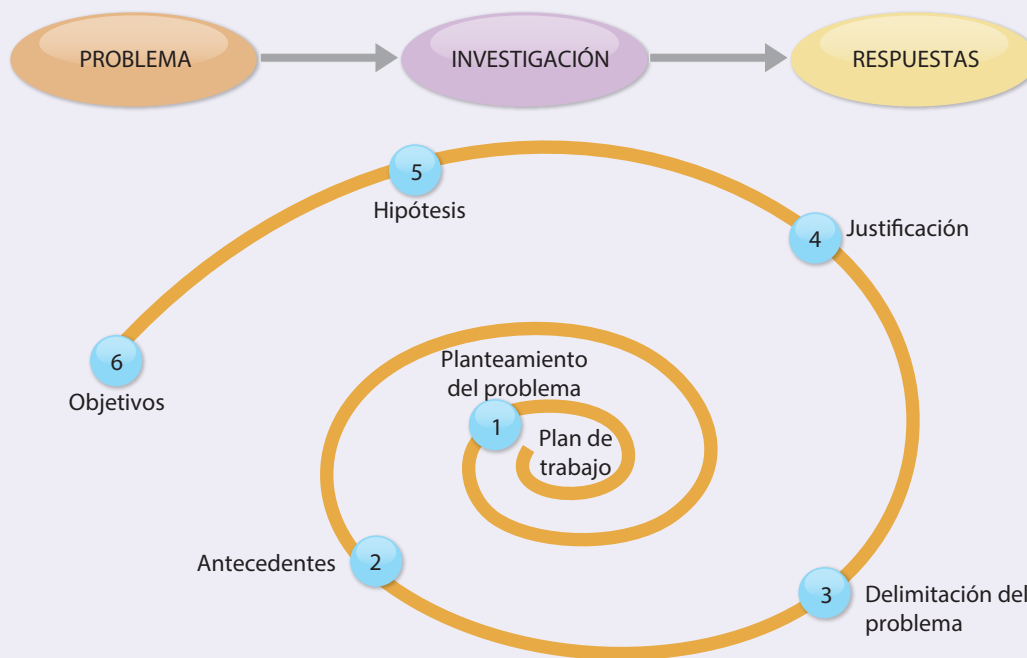 PROBLEMA
INVESTIGACIÓN
RESPUESTAS
5
Hipótesis
4
Justificación
6
Objetivos
Planteamiento
del problema
1
Plan de
trabajo
Antecedentes
2
3
Delimitación del
problema